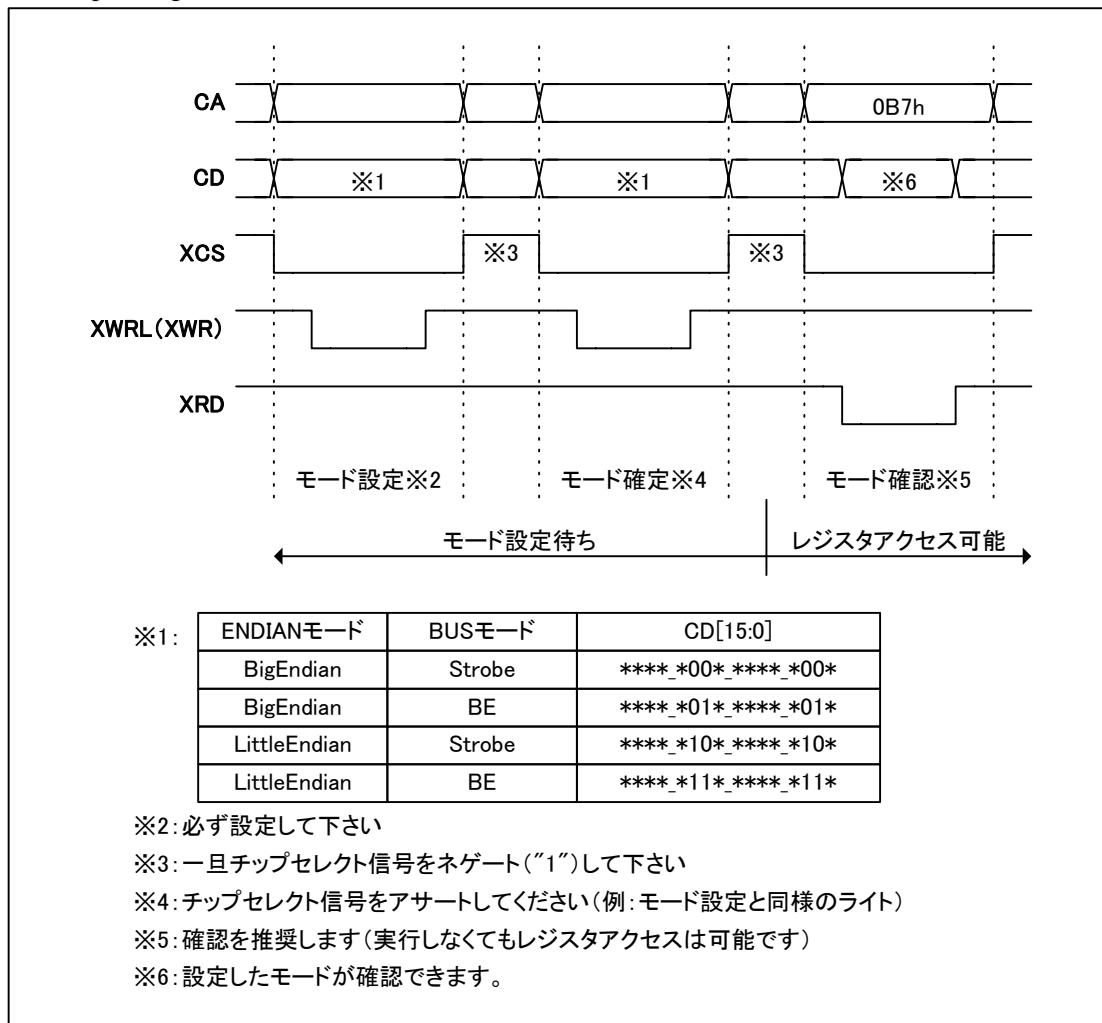 CA
0B7h
CD
※1
※1
※6
XCS
※3
※3
XWRL(XWR)
XRD
モード設定※2
モード確定※4
モード確認※5
モード設定待ち
レジスタアクセス可能
※1:
ENDIANモード BUSモード CD[15:0]
BigEndian Strobe ****_*00*_****_*00*
BigEndian BE ****_*01*_****_*01*
LittleEndian Strobe ****_*10*_****_*10*
LittleEndian BE ****_*11*_****_*11*
※2:必ず設定して下さい
※3:一旦チップセレクト信号をネゲート("1")して下さい
※4:チップセレクト信号をアサートしてください(例:モード設定と同様のライト)
※5:確認を推奨します(実行しなくてもレジスタアクセスは可能です)
※6:設定したモードが確認できます。